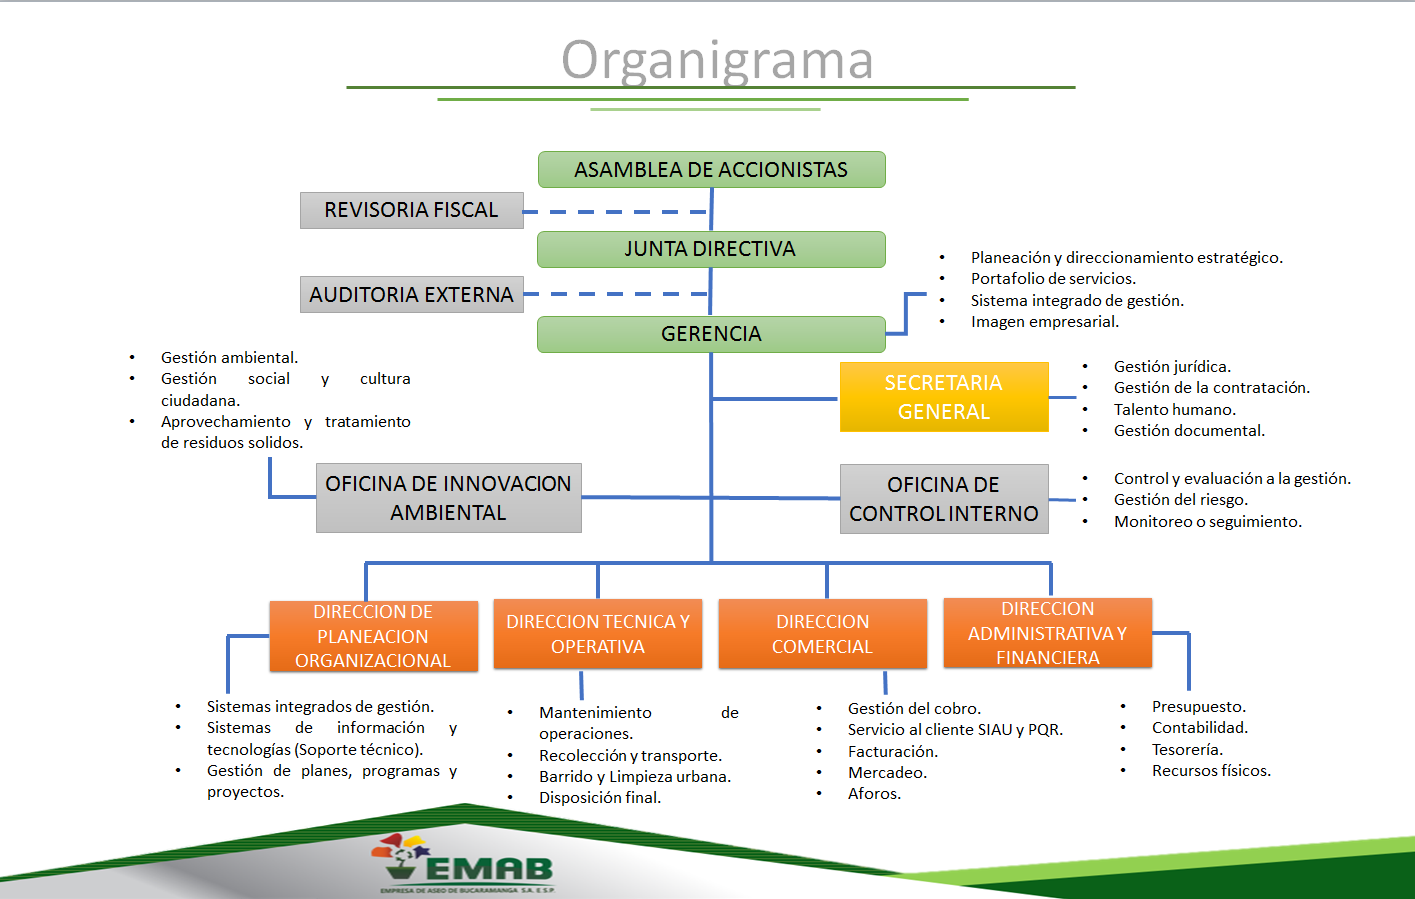 Organigrama
ASAMBLEA DE ACCIONISTAS
REVISORIA FISCAL
JUNTA DIRECTIVA
AUDITORIA EXTERNA
GERENCIA
• Planeación y direccionamiento estratégico.
• Portafolio de servicios.
• Sistema integrado de gestión.
• Imagen empresarial.
• Gestión ambiental.
• Gestión social y cultura
ciudadana.
• Aprovechamiento y tratamiento
de residuos solidos.
SECRETARIA
GENERAL
• Gestión jurídica.
• Gestión de la contratación.
• Talento humano.
• Gestión documental.
OFICINA DE INNOVACION
AMBIENTAL
OFICINA DE
CONTROL INTERNO
• Control y evaluación a la gestión.
• Gestión del riesgo.
• Monitoreo o seguimiento.
DIRECCION DE
PLANEACION
ORGANIZACIONAL
DIRECCION TECNICA Y
OPERATIVA
DIRECCION
COMERCIAL
DIRECCION
ADMINISTRATIVA Y
FINANCIERA
• Sistemas integrados de gestión.
• Sistemas de información y
tecnologías (Soporte técnico).
• Gestión de planes, programas y
proyectos.
• Mantenimiento de
operaciones.
• Recolección y transporte.
• Barrido y Limpieza urbana.
• Disposición final.
• Gestión del cobro.
• Servicio al cliente SIAU y PQR.
• Facturación.
• Mercadeo.
• Aforos.
• Presupuesto.
• Contabilidad.
• Tesorería.
• Recursos físicos.
EMAB
EMPRESA DE ASEO DE BUCARAMANGA S.A. E.S.P.